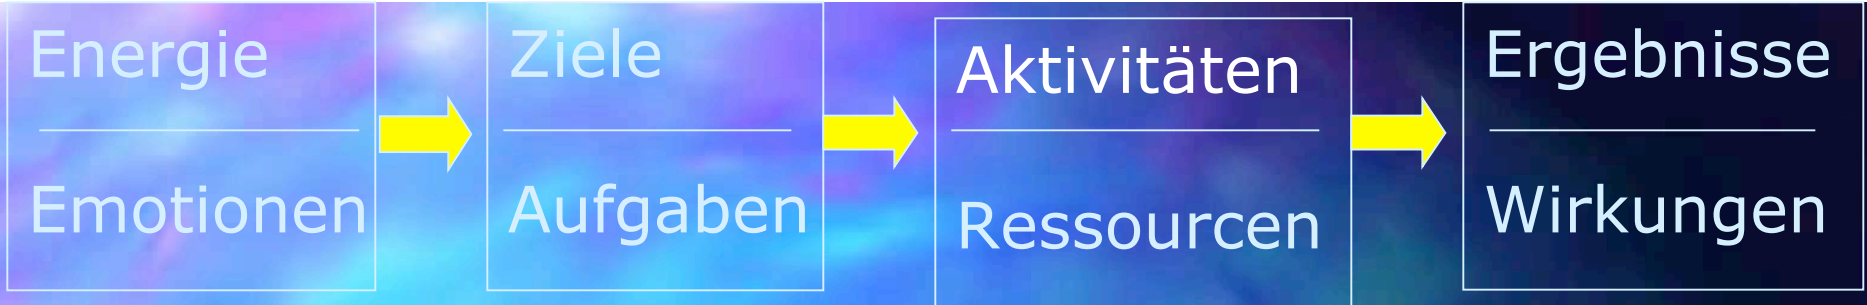 Energie
Emotionen
Ziele
Aufgaben
Aktivitäten
Ressourcen
Ergebnisse
Wirkungen